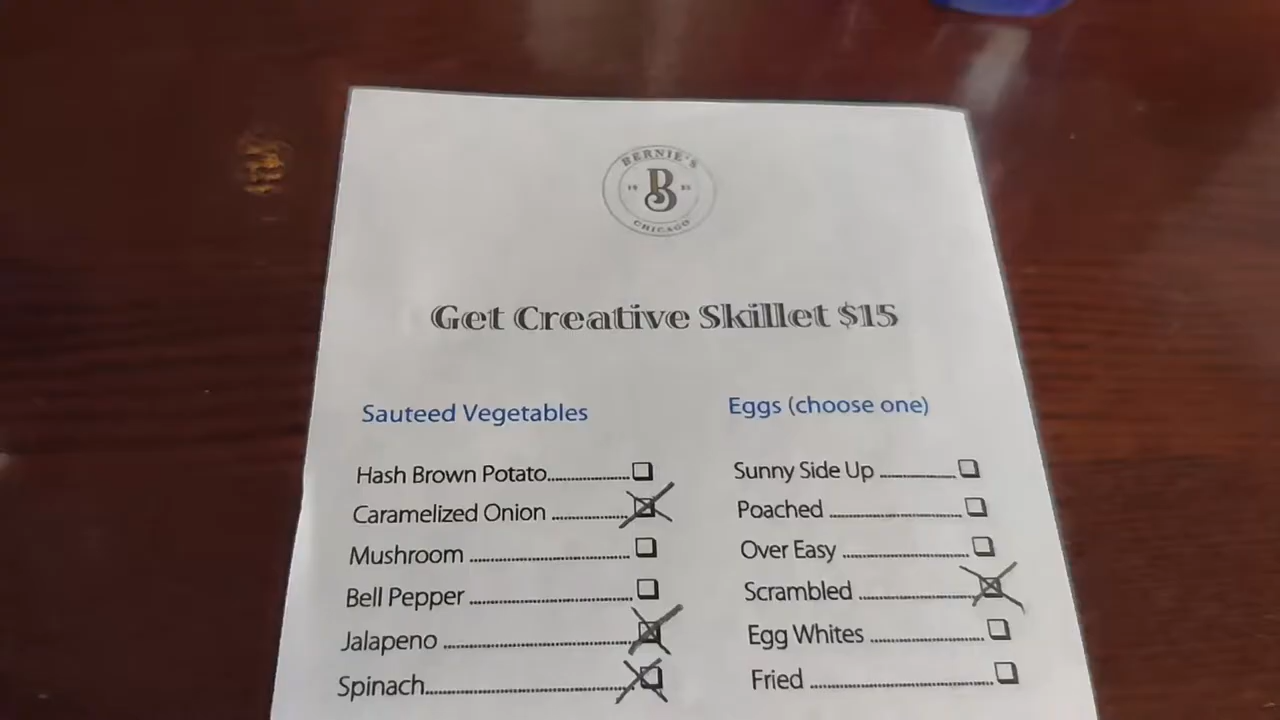 BERNIE'S
B
CHICAGO
Get Creative Skillet $15
Sauteed Vegetables
Hash Brown Potato
Caramelized Onion
Mushroom
Bell Pepper
Jalapeno
Spinach
Eggs (choose one)
Sunny Side Up
Poached
Over Easy
Scrambled
Egg Whites
Fried